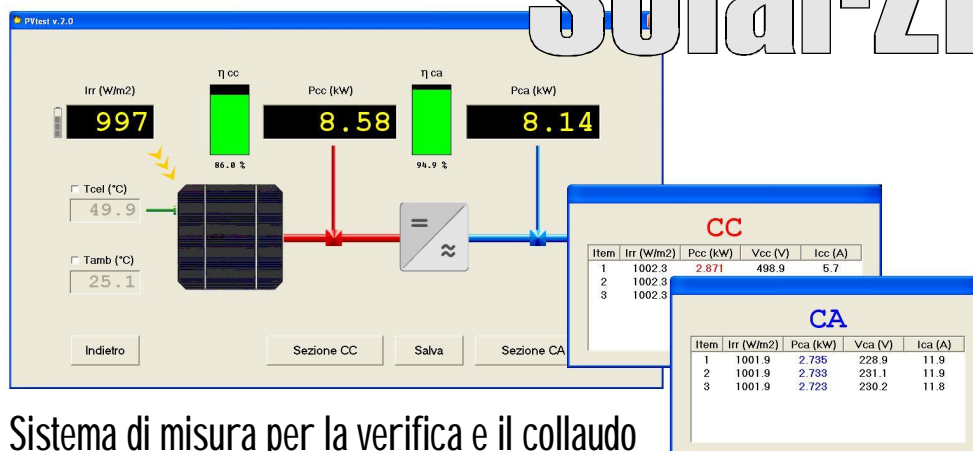 PVtest v.2.0
Irr (W/m2)
997
η cc
86.0 %
Pcc (kW)
8.58
η ca
94.9 %
Pca (kW)
8.14
Tcel (°C)
49.9
Tamb (°C)
25.1
=
≈
Indietro
Sezione CC
Salva
Sezione CA
CC
Item Irr (W/m2) Pcc (kW) Vcc (V) Icc (A)
1 1002.3 2.871 498.9 5.7
2 1002.3
3 1002.3
CA
Item Irr (W/m2) Pca (kW) Vca (V) Ica (A)
1 1001.9 2.735 228.9 11.9
2 1001.9 2.733 231.1 11.9
3 1001.9 2.723 230.2 11.8
Sistema di misura per la verifica e il collaudo